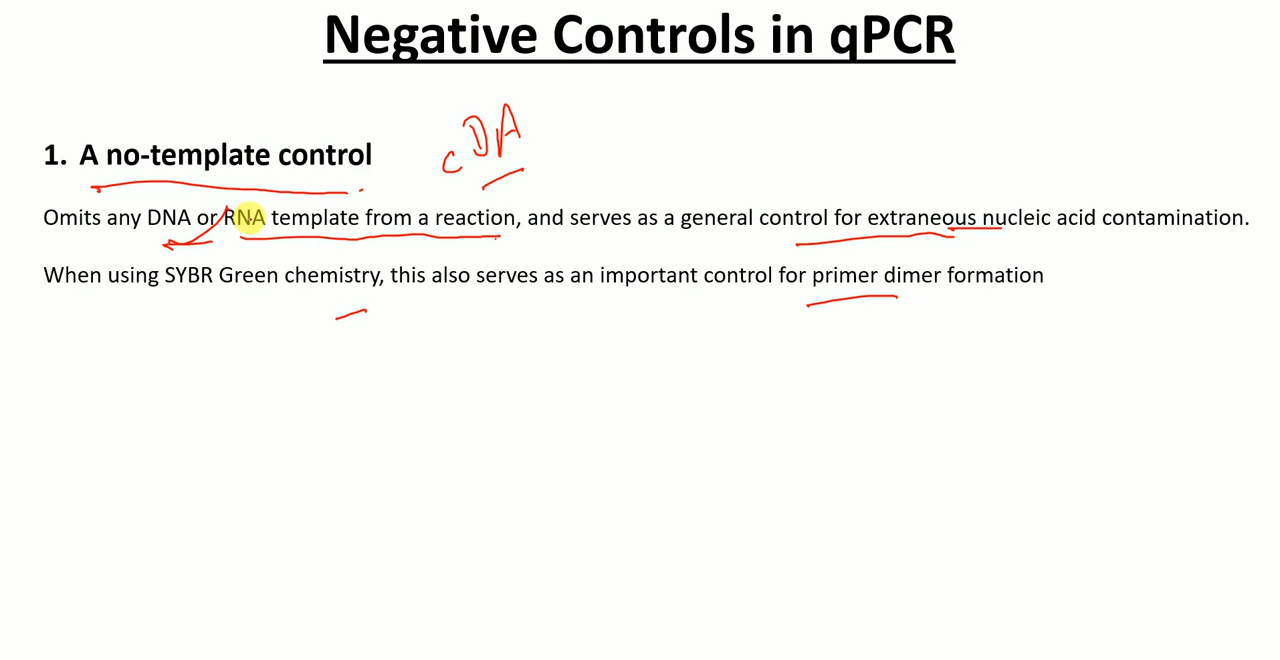 Negative Controls in qPCR
cDA
1. A no-template control
Omits any DNA or RNA template from a reaction, and serves as a general control for extraneous nucleic acid contamination.
When using SYBR Green chemistry, this also serves as an important control for primer dimer formation